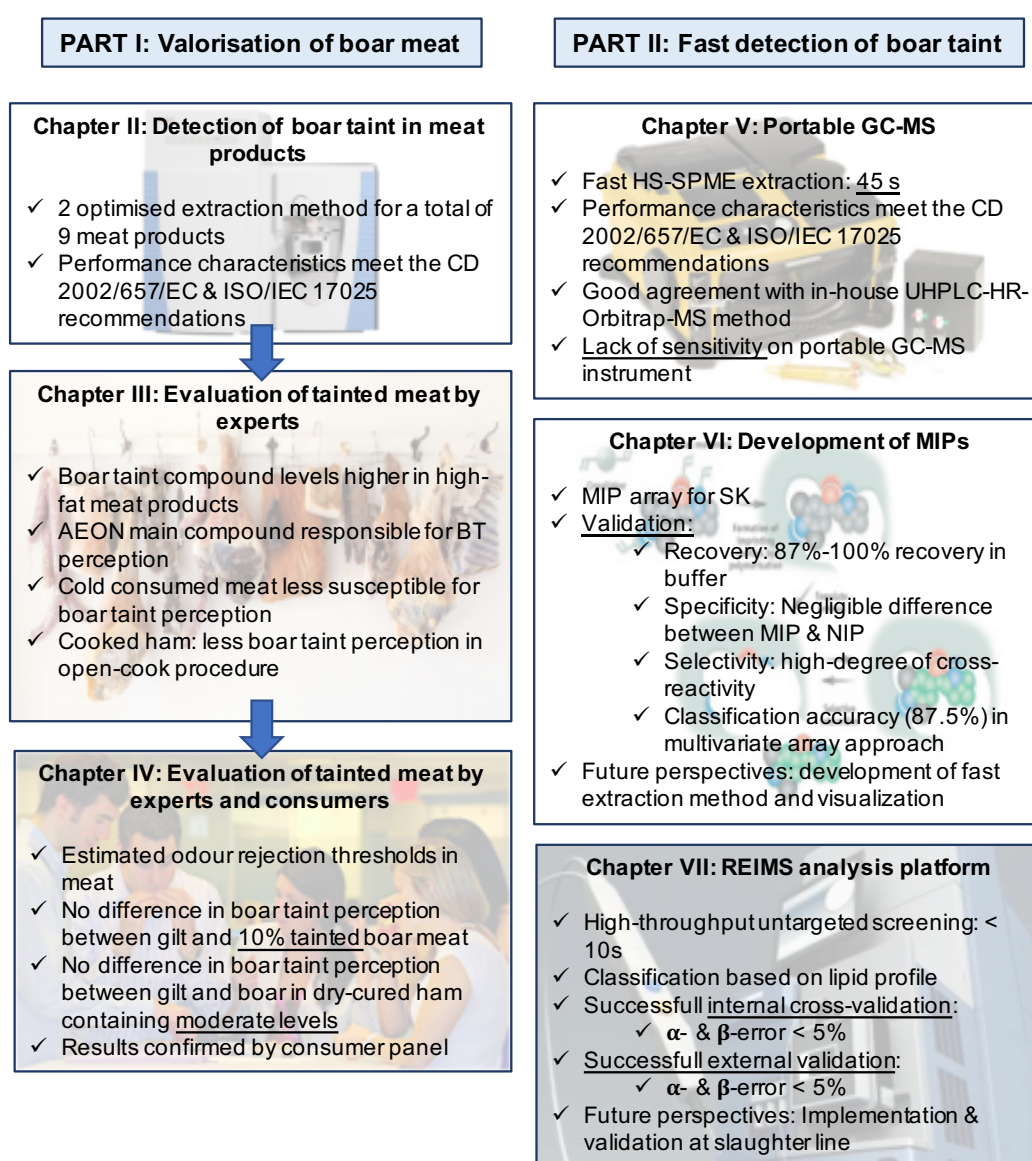 PART I: Valorisation of boar meat
Chapter II: Detection of boar taint in meat
products
✓ 2 optimised extraction method for a total of
9 meat products
✓ Performance characteristics meet the CD
2002/657/EC & ISO/IEC 17025
recommendations
Chapter III: Evaluation of tainted meat by
experts
✓ Boar taint compound levels higher in high-
fat meat products
✓ AEON main compound responsible for BT
perception
✓ Cold consumed meat less susceptible for
boar taint perception
✓ Cooked ham: less boar taint perception in
open-cook procedure
Chapter IV: Evaluation of tainted meat by
experts and consumers
✓ Estimated odour rejection thresholds in
meat
✓ No difference in boar taint perception
between gilt and 10% tainted boar meat
✓ No difference in boar taint perception
between gilt and boar in dry-cured ham
containing moderate levels
✓ Results confirmed by consumer panel
PART II: Fast detection of boar taint
Chapter V: Portable GC-MS
✓ Fast HS-SPME extraction: 45 s
✓ Performance characteristics meet the CD
2002/657/EC & ISO/IEC 17025
recommendations
✓ Good agreement with in-house UHPLC-HR-
Orbitrap-MS method
✓ Lack of sensitivity on portable GC-MS
instrument
Chapter VI: Development of MIPs
✓ MIP array for SK
✓ Validation:
✓ Recovery: 87%-100% recovery in
buffer
✓ Specificity: Negligible difference
between MIP & NIP
✓ Selectivity: high-degree of cross-
reactivity
✓ Classification accuracy (87.5%) in
multivariate array approach
✓ Future perspectives: development of fast
extraction method and visualization
Chapter VII: REIMS analysis platform
✓ High-throughput untargeted screening: <
10s
✓ Classification based on lipid profile
✓ Successfull internal cross-validation:
✓ α- & β-error < 5%
✓ Successfull external validation:
✓ α- & β-error < 5%
✓ Future perspectives: Implementation &
validation at slaughter line